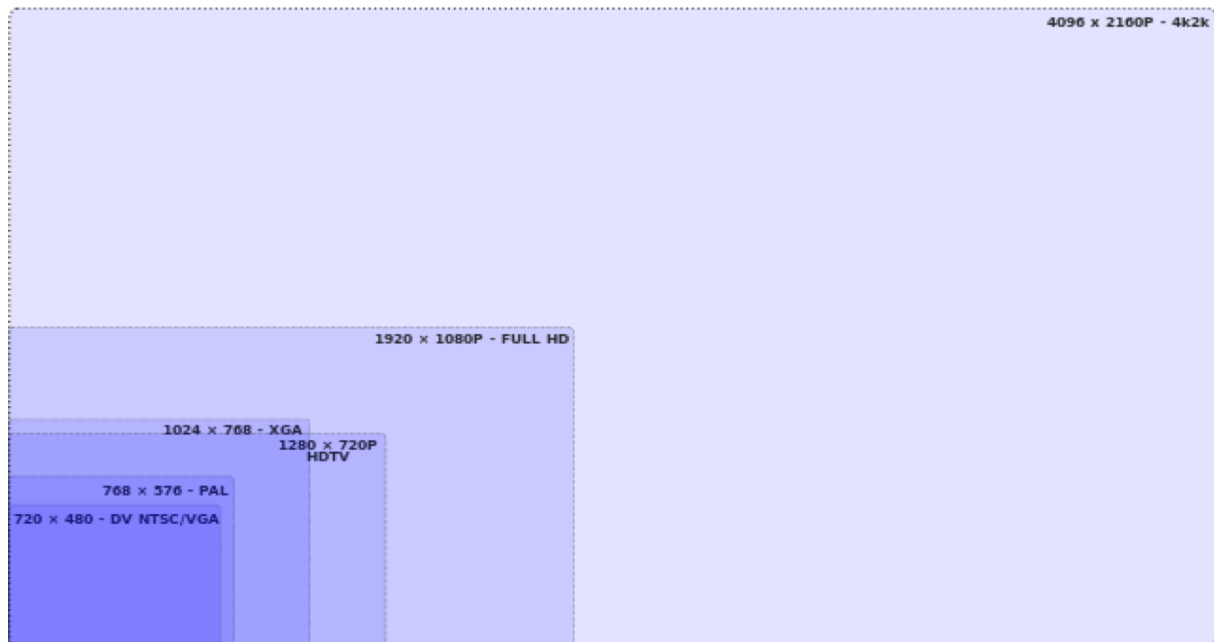 4096 x 2160P - 4k2k
1920 × 1080P - FULL HD
1024 × 768 - XGA
1280 × 720P
HDTV
768 × 576 - PAL
720 × 480 - DV NTSC/VGA